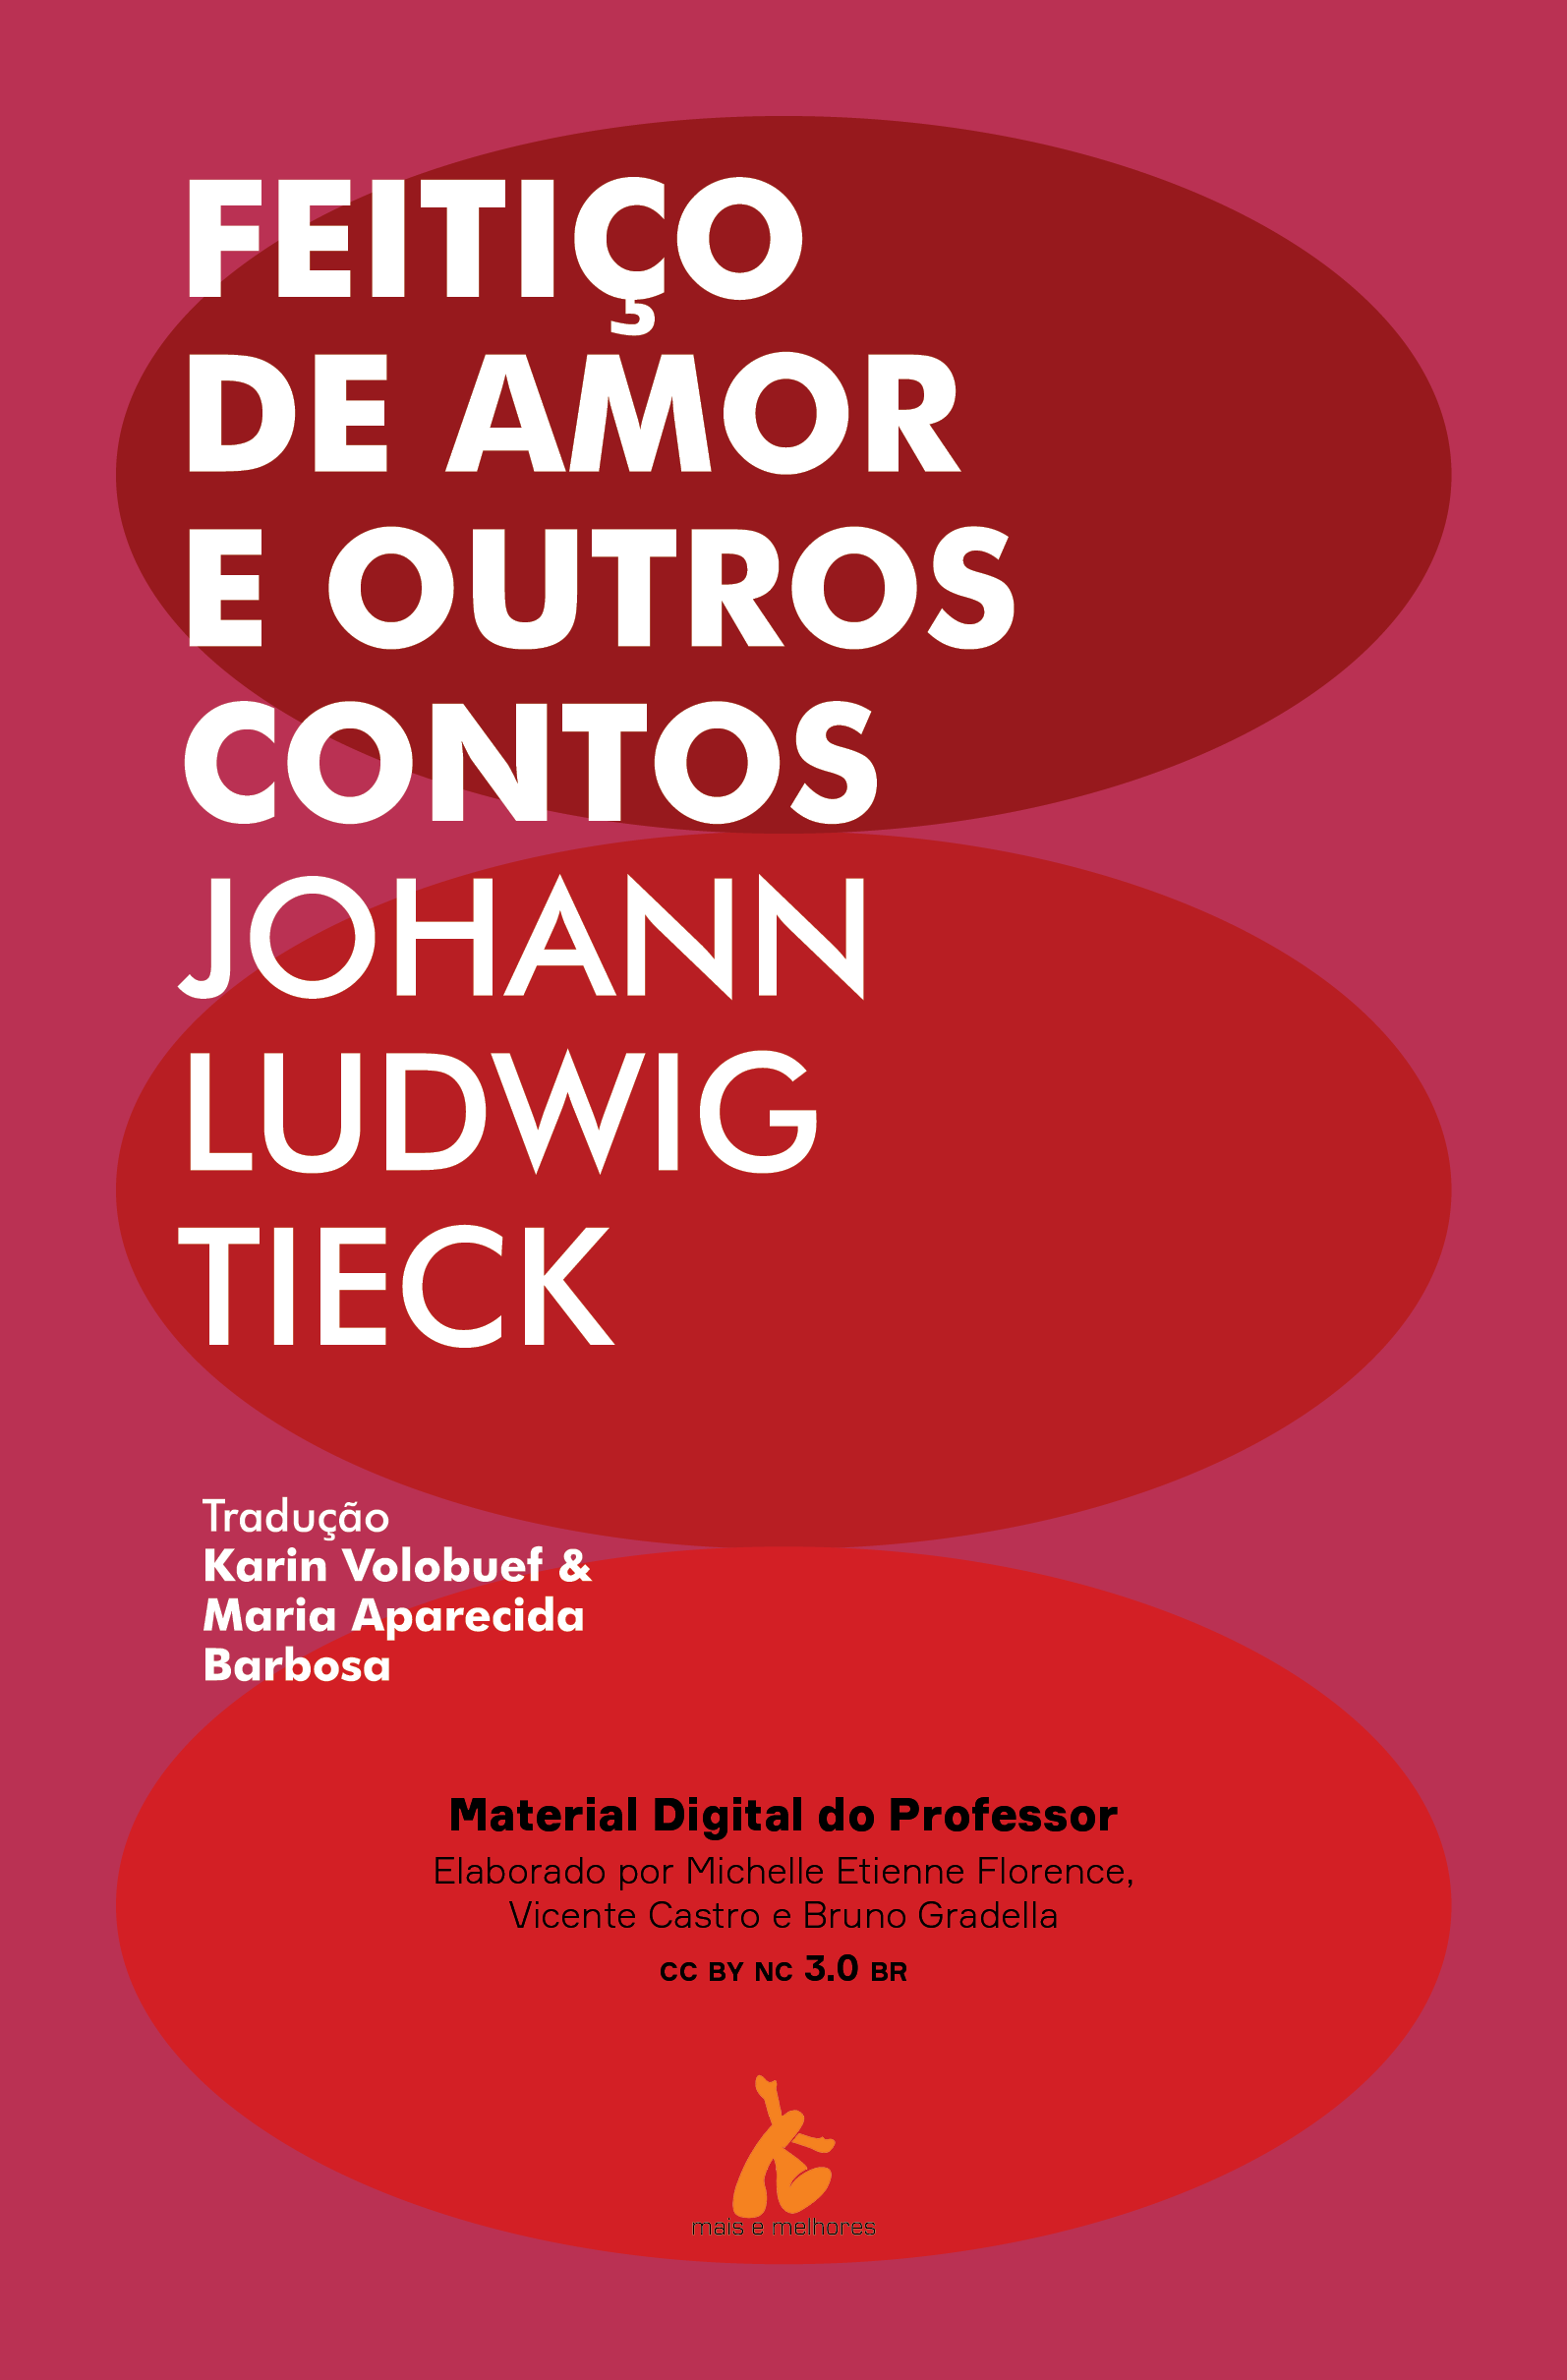 FEITIÇO
DE AMOR
E OUTROS
CONTOS
JOHANN
LUDWIG
TIECK
Tradução
Karin Volobuef &
Maria Aparecida
Barbosa
Material Digital do Professor
Elaborado por Michelle Etienne Florence,
Vicente Castro e Bruno Gradella
CC BY NC 3.0 BR
mais e melhores